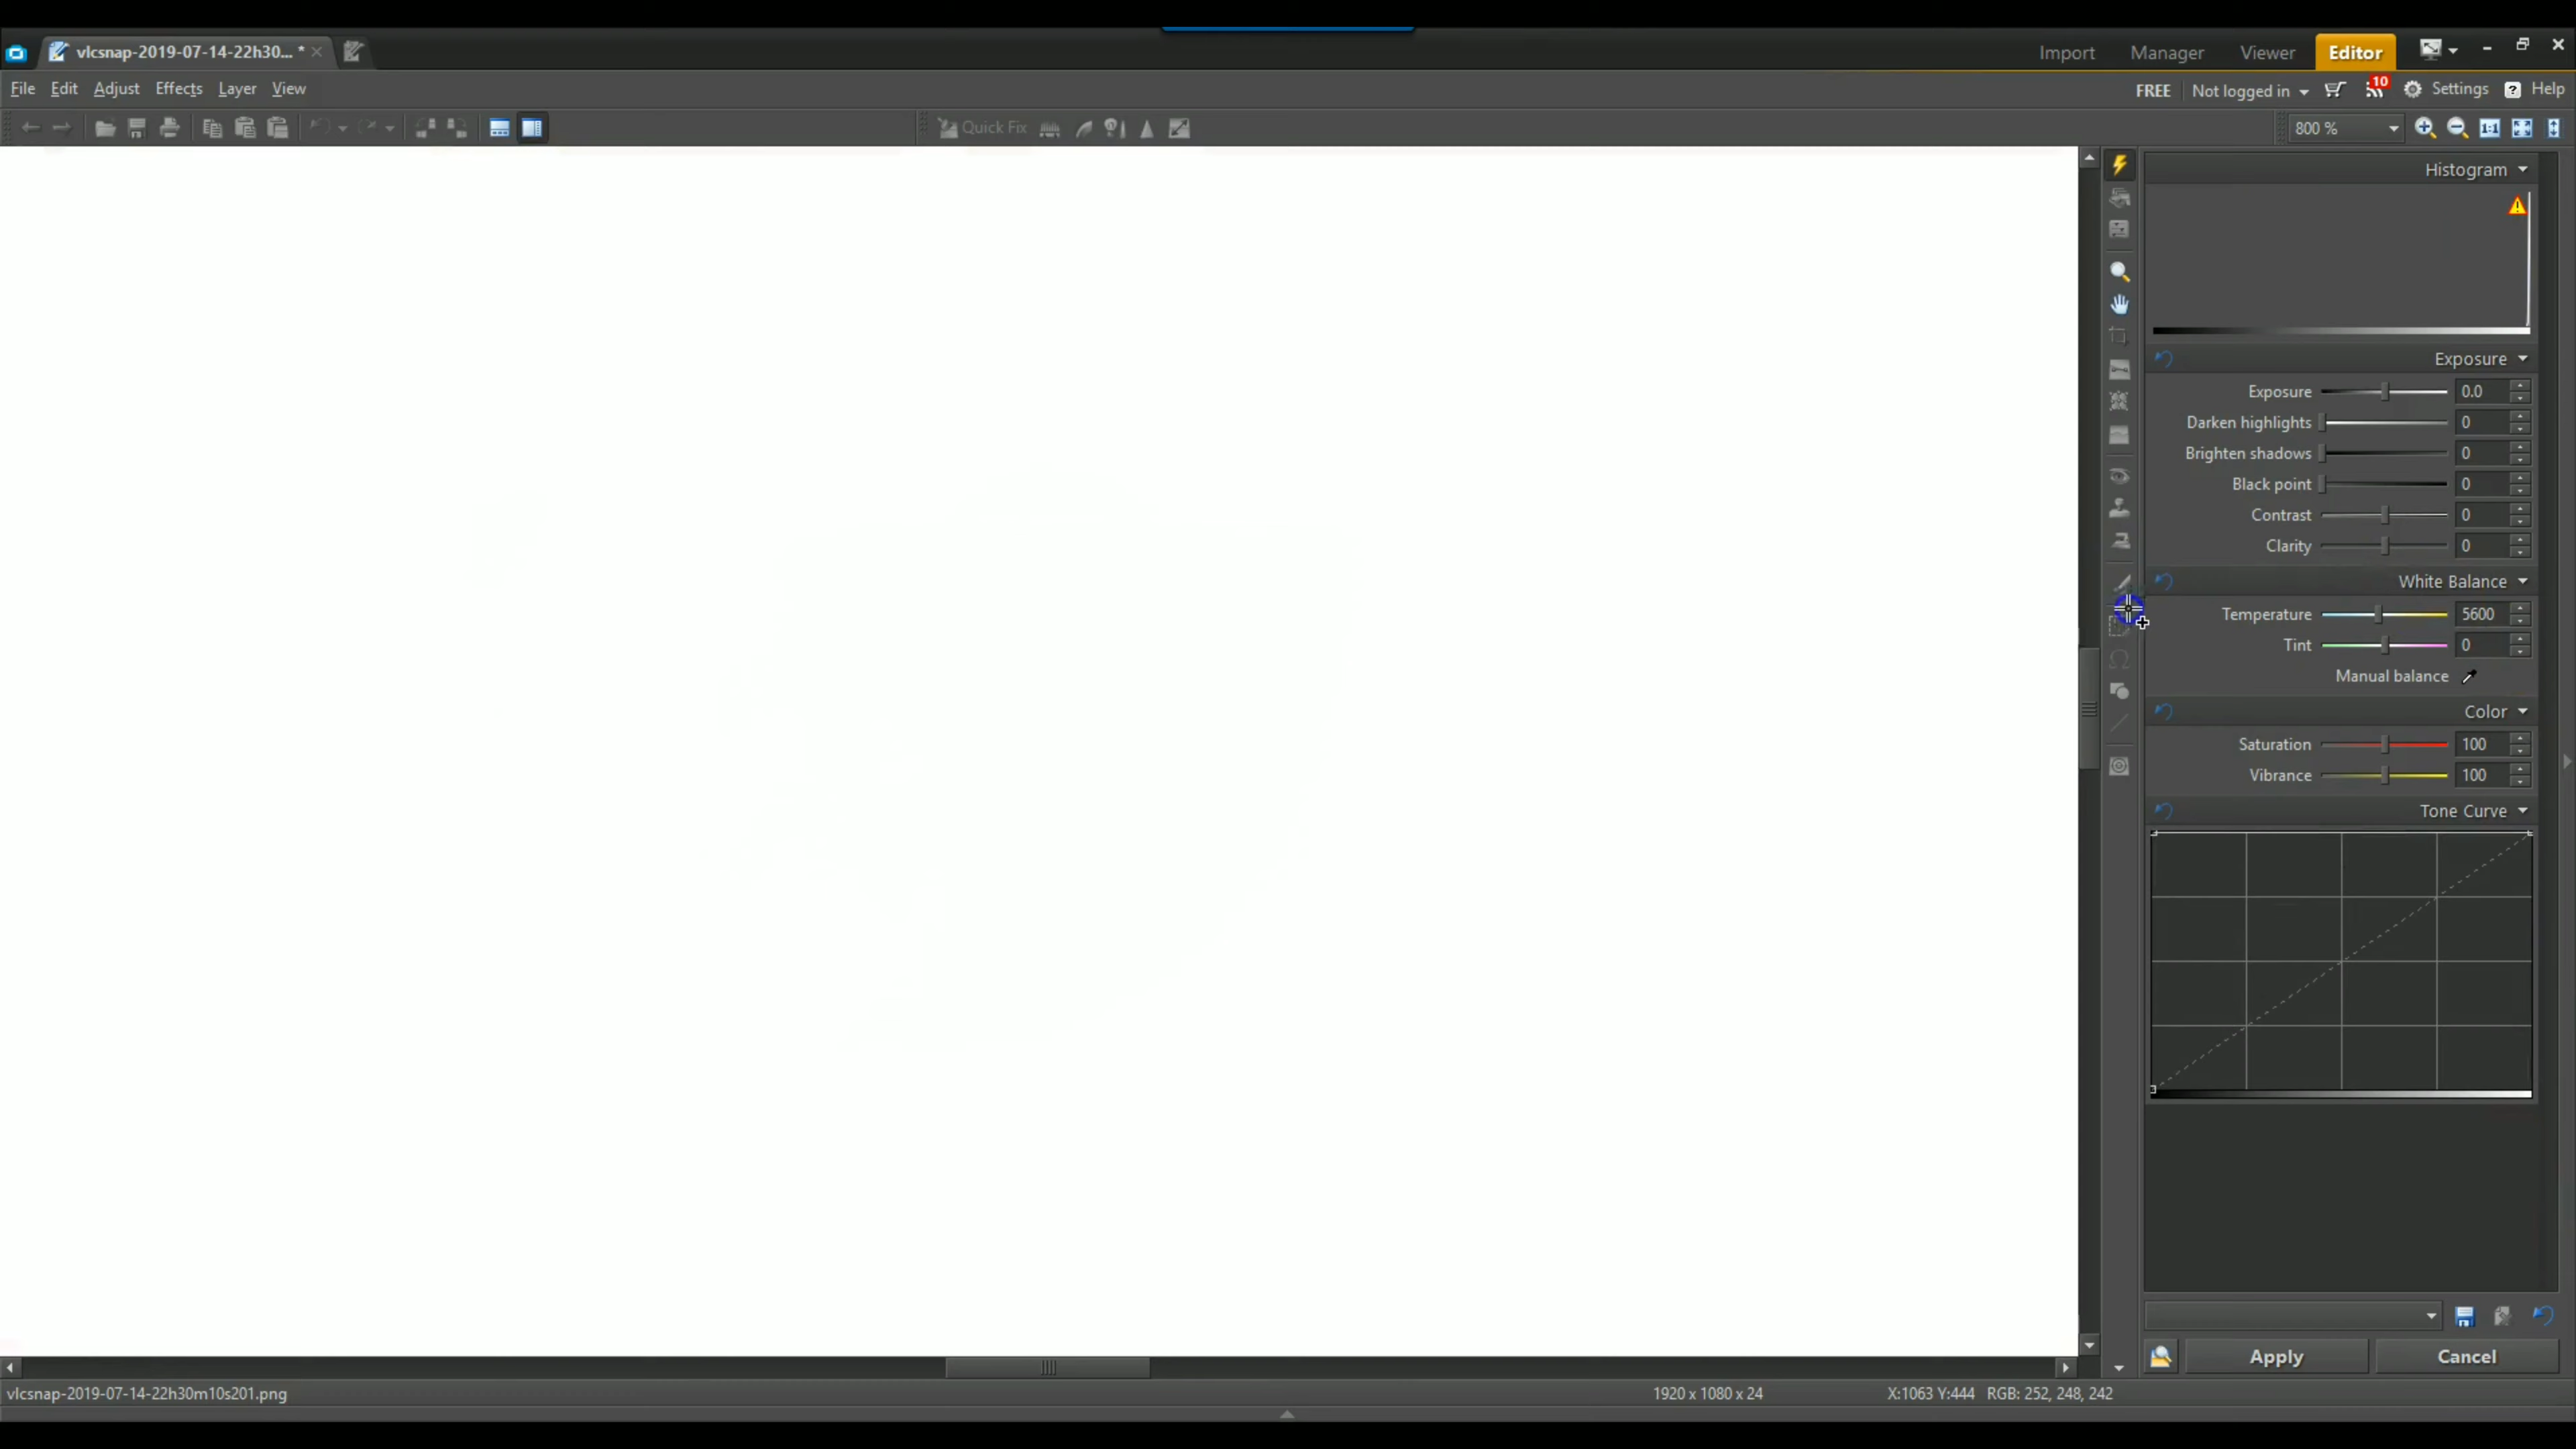 vlcsnap-2019-07-14-22h30... *
Import Manager Viewer Editor
File Edit Adjust Effects Layer View
FREE Not logged in 10 Settings ? Help
Quick Fix
800 % 1:1
Histogram
Exposure
Exposure 0.0
Darken highlights 0
Brighten shadows 0
Black point 0
Contrast 0
Clarity 0
White Balance
Temperature 5600
Tint 0
Manual balance
Color
Saturation 100
Vibrance 100
Tone Curve
Apply Cancel
vlcsnap-2019-07-14-22h30m10s201.png 1920 x 1080 x 24 X:1063 Y:444 RGB: 252, 248, 242